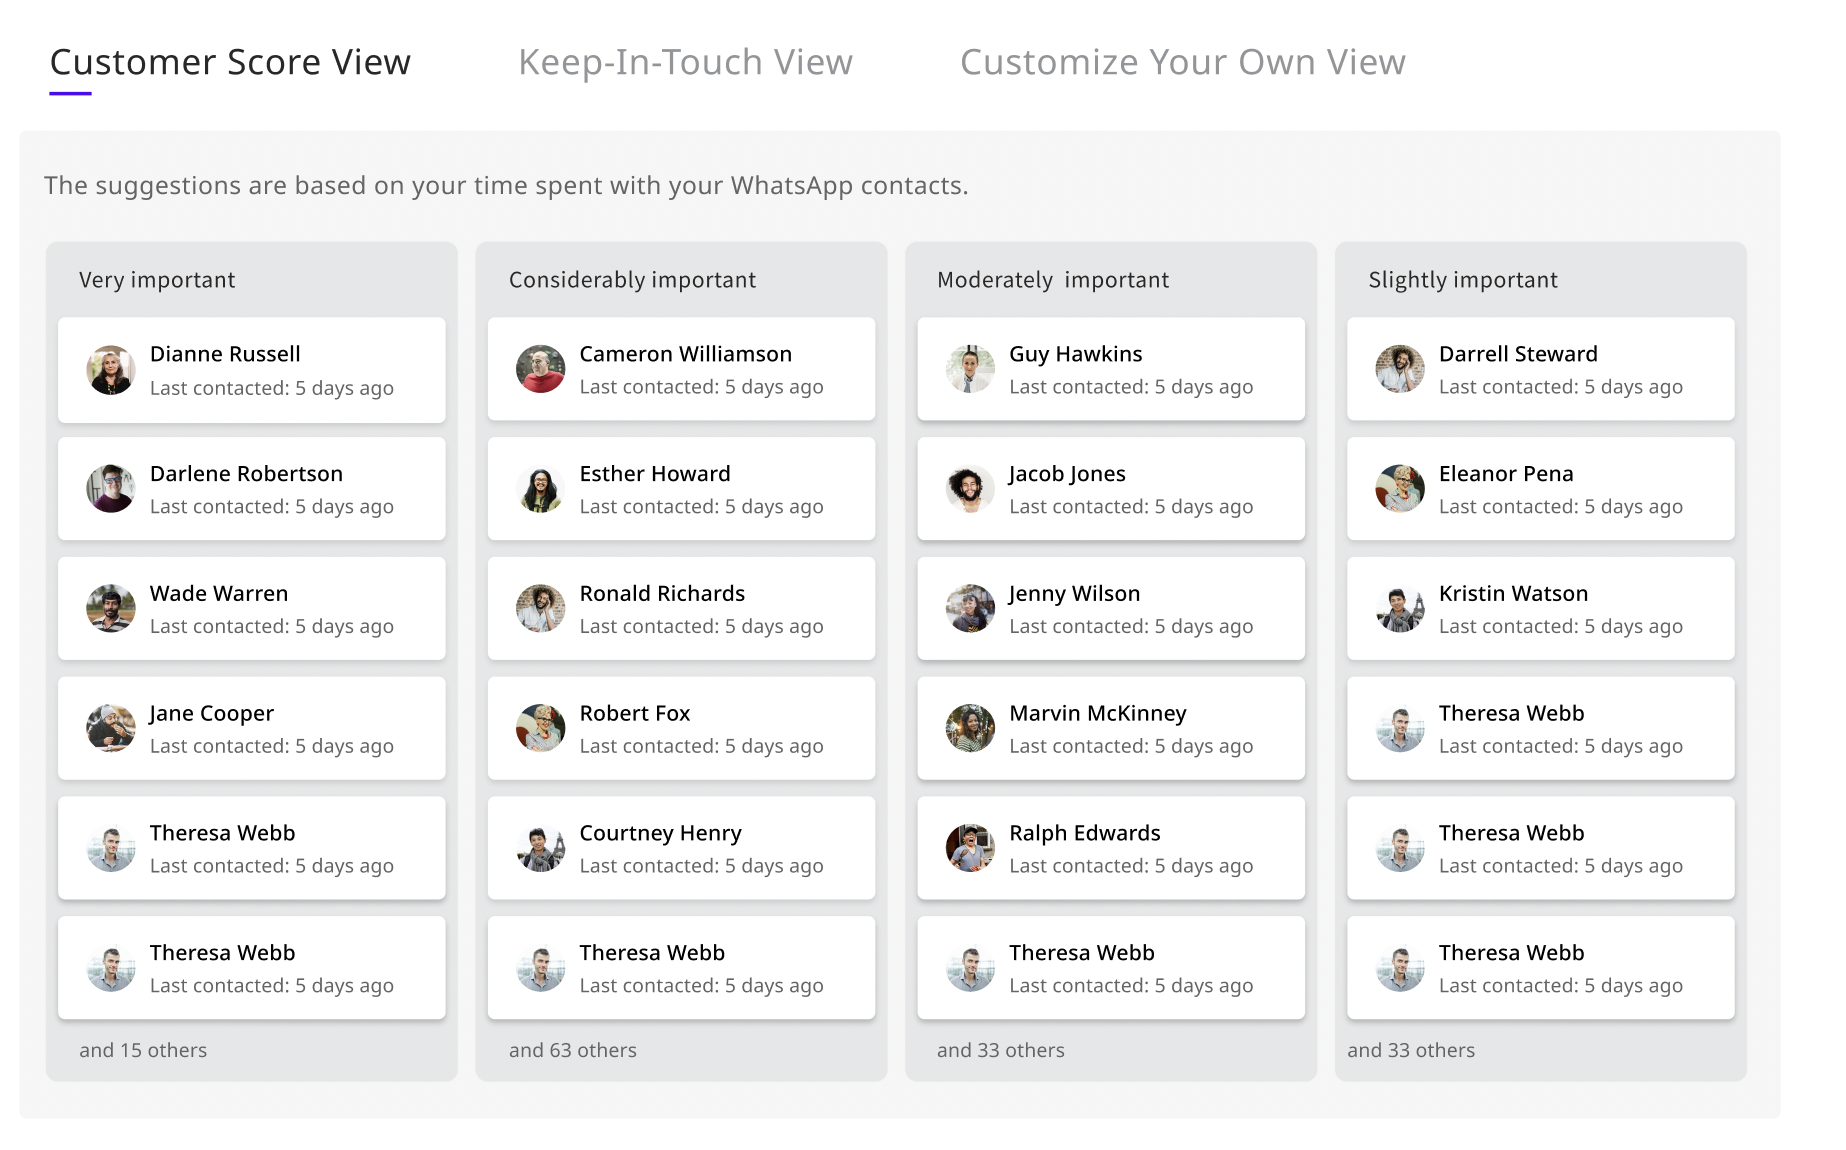 Customer Score View
Keep-In-Touch View
Customize Your Own View
The suggestions are based on your time spent with your WhatsApp contacts.
Very important
Dianne Russell
Last contacted: 5 days ago
Darlene Robertson
Last contacted: 5 days ago
Wade Warren
Last contacted: 5 days ago
Jane Cooper
Last contacted: 5 days ago
Theresa Webb
Last contacted: 5 days ago
Theresa Webb
Last contacted: 5 days ago
and 15 others
Considerably important
Cameron Williamson
Last contacted: 5 days ago
Esther Howard
Last contacted: 5 days ago
Ronald Richards
Last contacted: 5 days ago
Robert Fox
Last contacted: 5 days ago
Courtney Henry
Last contacted: 5 days ago
Theresa Webb
Last contacted: 5 days ago
and 63 others
Moderately  important
Guy Hawkins
Last contacted: 5 days ago
Jacob Jones
Last contacted: 5 days ago
Jenny Wilson
Last contacted: 5 days ago
Marvin McKinney
Last contacted: 5 days ago
Ralph Edwards
Last contacted: 5 days ago
Theresa Webb
Last contacted: 5 days ago
and 33 others
Slightly important
Darrell Steward
Last contacted: 5 days ago
Eleanor Pena
Last contacted: 5 days ago
Kristin Watson
Last contacted: 5 days ago
Theresa Webb
Last contacted: 5 days ago
Theresa Webb
Last contacted: 5 days ago
Theresa Webb
Last contacted: 5 days ago
and 33 others